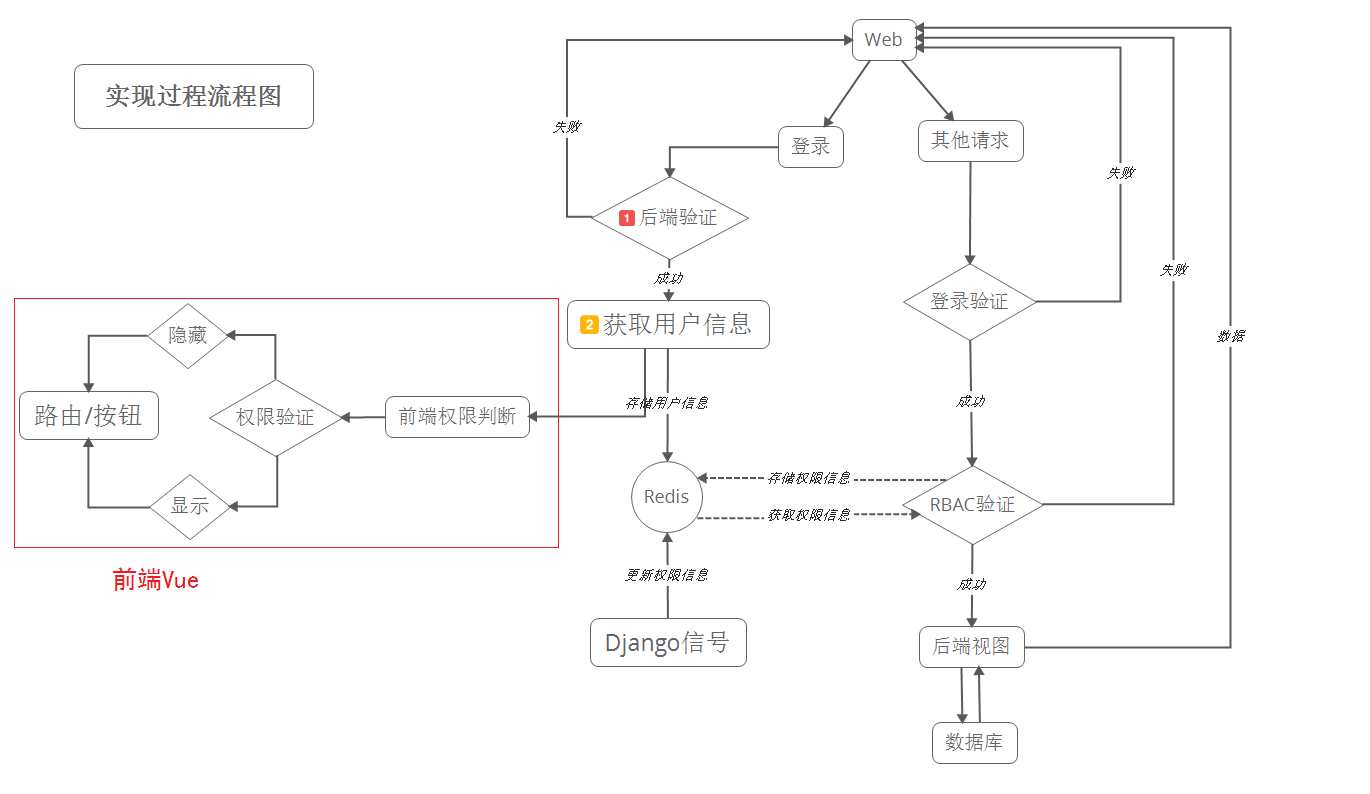 Web
实现过程流程图
失败
登录
其他请求
失败
1 后端验证
成功
失败
登录验证
2 获取用户信息
隐藏
数据
路由/按钮
权限验证
前端权限判断
存储用户信息
成功
显示
Redis
存储权限信息
获取权限信息
RBAC验证
前端Vue
更新权限信息
成功
Django信号
后端视图
数据库